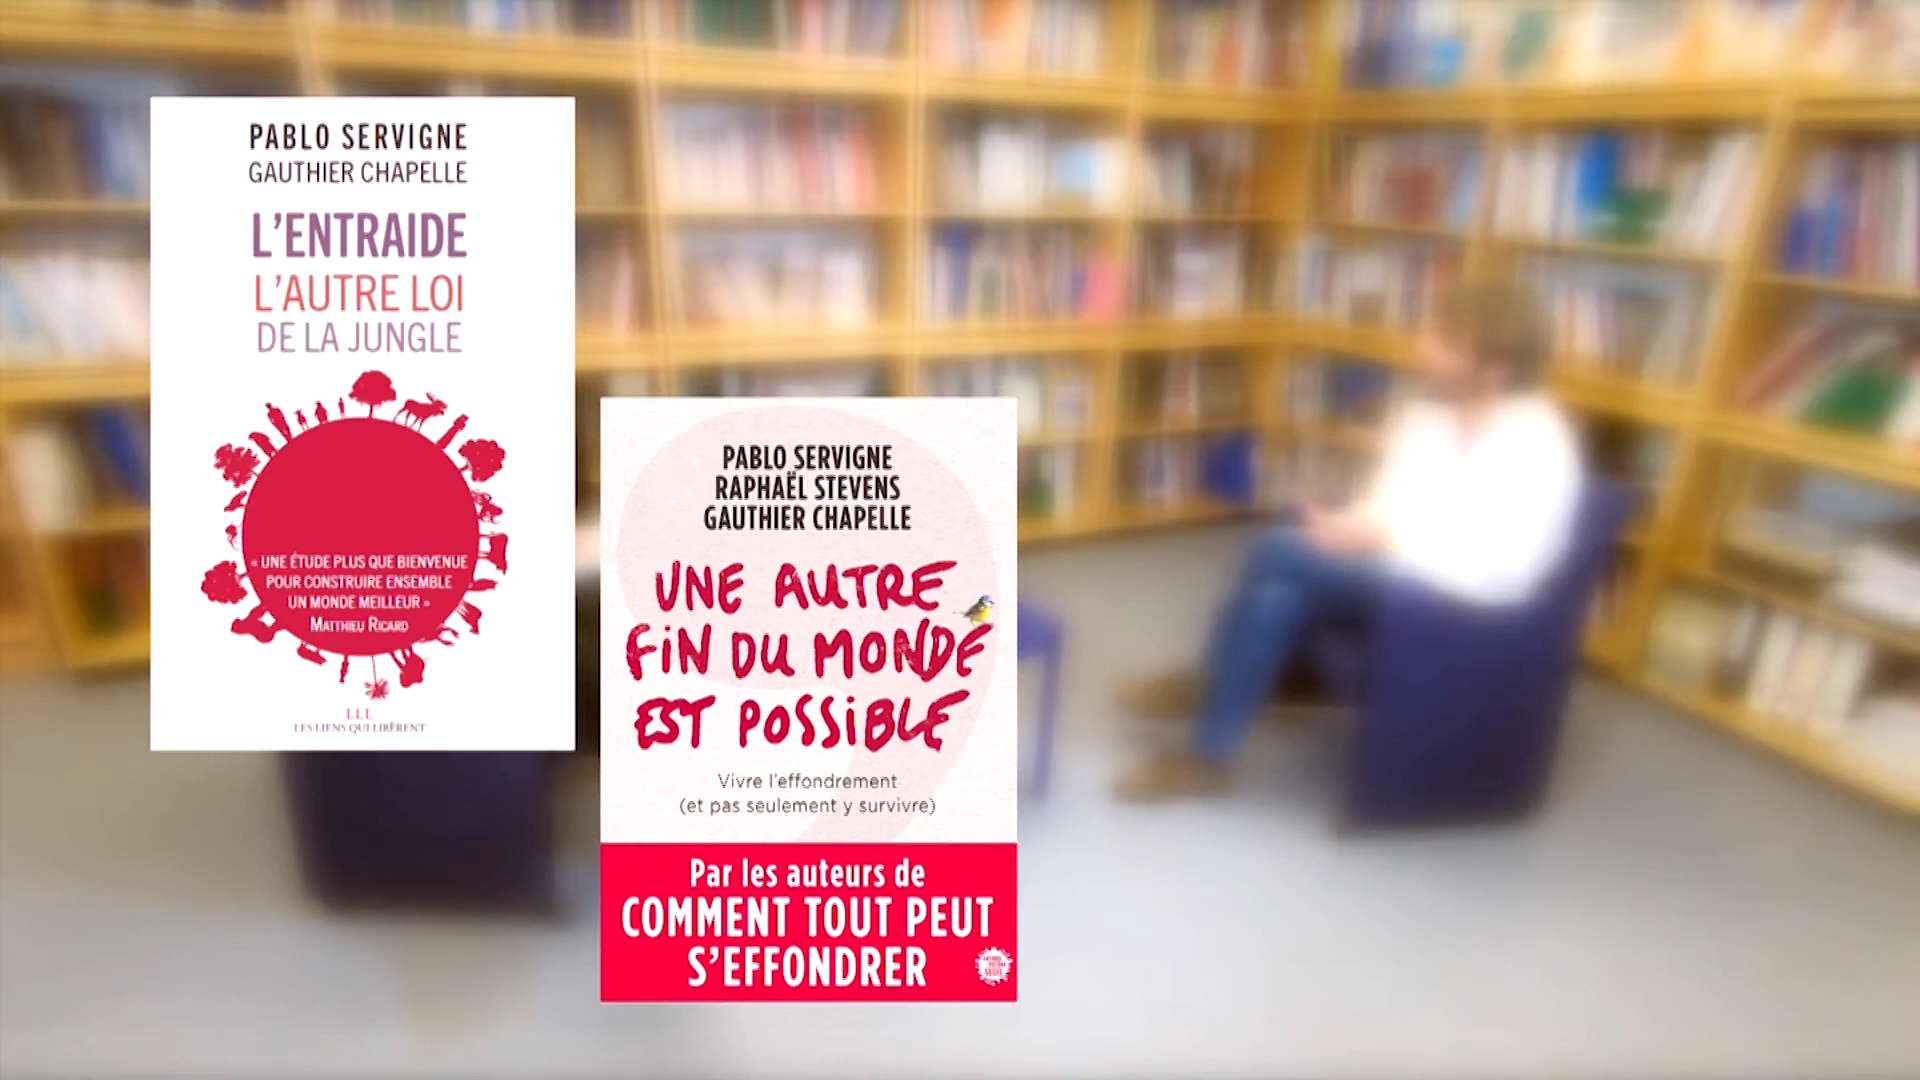 PABLO SERVIGNE
GAUTHIER CHAPELLE
L'ENTRAIDE
L'AUTRE LOI
DE LA JUNGLE
« UNE ÉTUDE PLUS QUE BIENVENUE
POUR CONSTRUIRE ENSEMBLE
UN MONDE MEILLEUR »
MATTHIEU RICARD
LLL
LES LIENS QUI LIBÈRENT
PABLO SERVIGNE
RAPHAËL STEVENS
GAUTHIER CHAPELLE
UNE AUTRE
FiN DU MONDE
EST POSSiBLE
Vivre l'effondrement
(et pas seulement y survivre)
Par les auteurs de
COMMENT TOUT PEUT
S'EFFONDRER
SEUIL